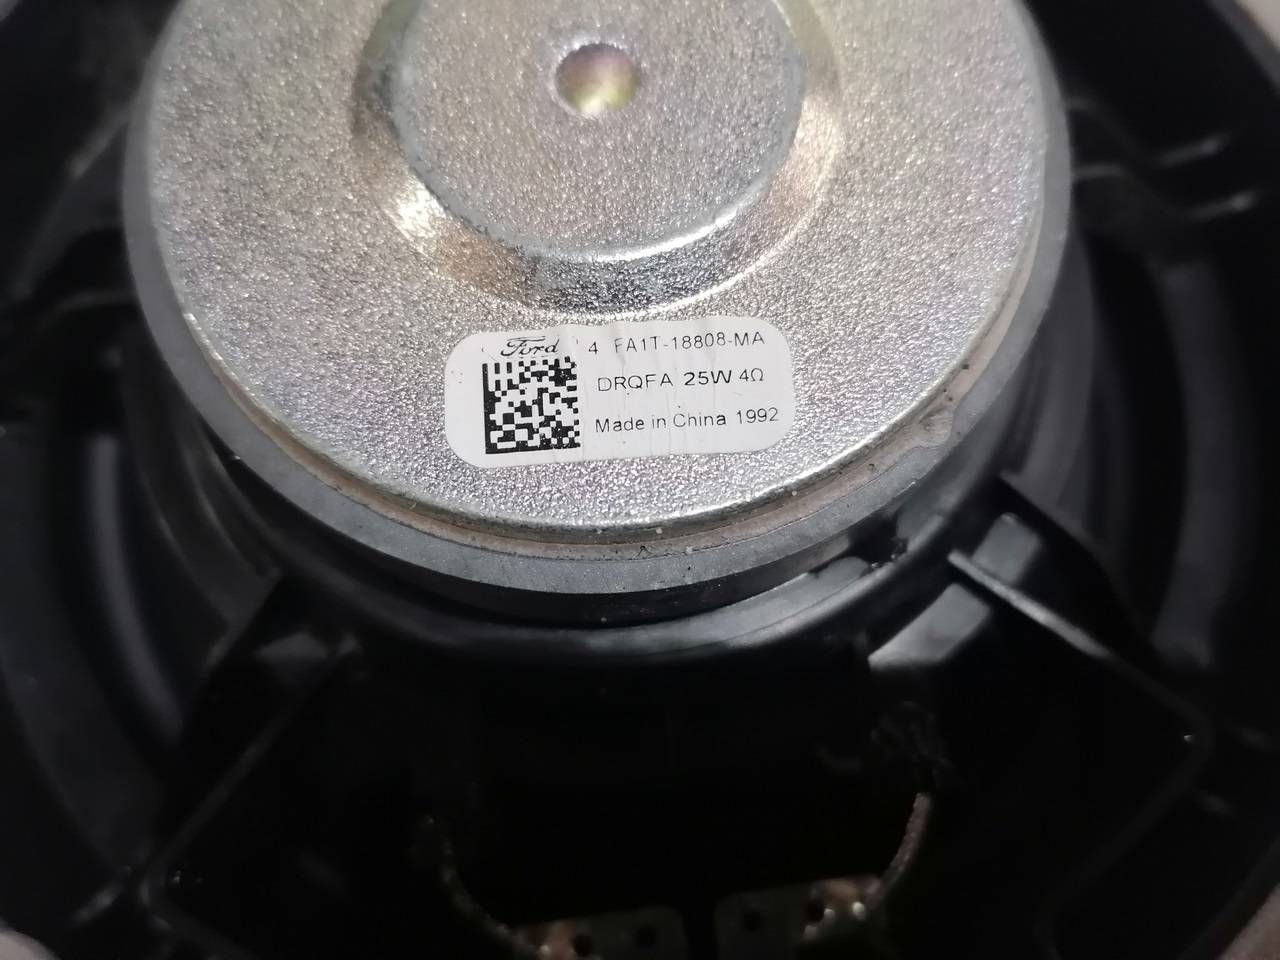 Ford 4 FA1T-18808-MA
DRQFA 25W 4Ω
Made in China 1992